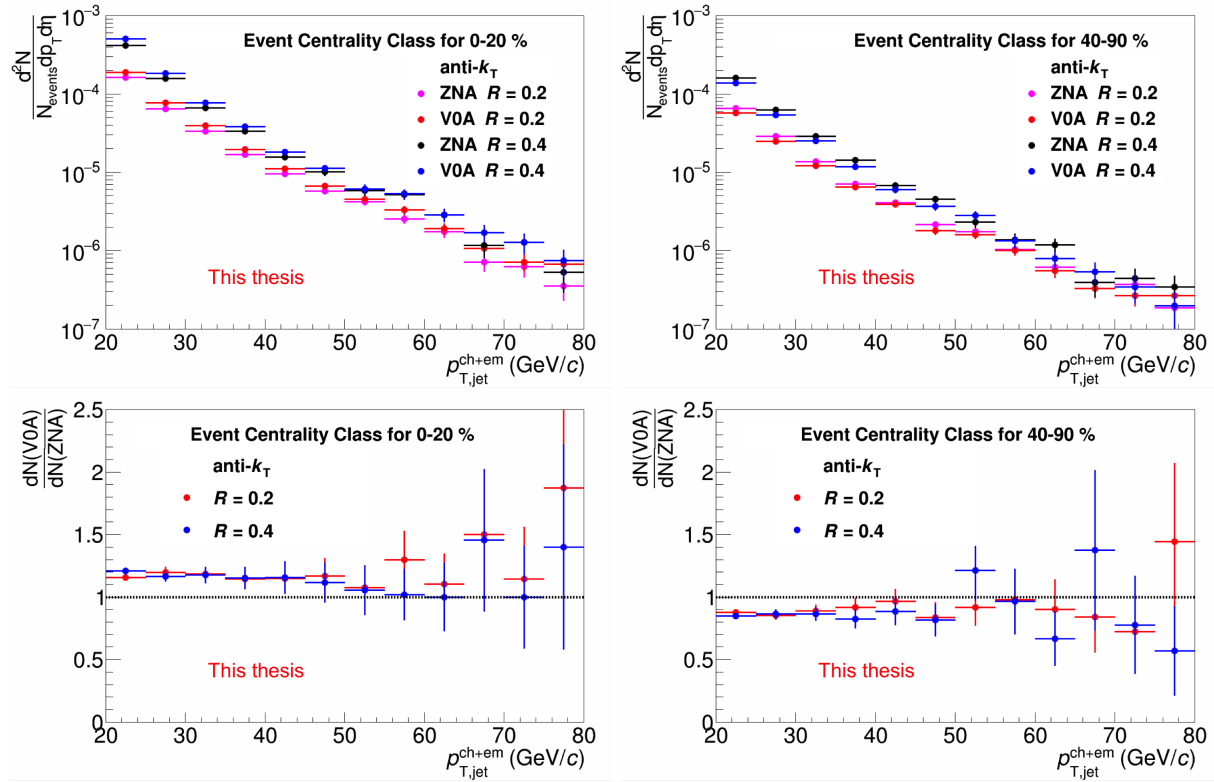 d²N
N_events dp_T dη
10⁻³
10⁻⁴
10⁻⁵
10⁻⁶
10⁻⁷
Event Centrality Class for 0-20 %
anti-k_T
ZNA R = 0.2
V0A R = 0.2
ZNA R = 0.4
V0A R = 0.4
This thesis
20 30 40 50 60 70 80
p_T,jet^ch+em (GeV/c)
d²N
N_events dp_T dη
10⁻³
10⁻⁴
10⁻⁵
10⁻⁶
10⁻⁷
Event Centrality Class for 40-90 %
anti-k_T
ZNA R = 0.2
V0A R = 0.2
ZNA R = 0.4
V0A R = 0.4
This thesis
20 30 40 50 60 70 80
p_T,jet^ch+em (GeV/c)
dN(V0A)
dN(ZNA)
2.5
2
1.5
1
0.5
0
Event Centrality Class for 0-20 %
anti-k_T
R = 0.2
R = 0.4
This thesis
20 30 40 50 60 70 80
p_T,jet^ch+em (GeV/c)
dN(V0A)
dN(ZNA)
2.5
2
1.5
1
0.5
0
Event Centrality Class for 40-90 %
anti-k_T
R = 0.2
R = 0.4
This thesis
20 30 40 50 60 70 80
p_T,jet^ch+em (GeV/c)